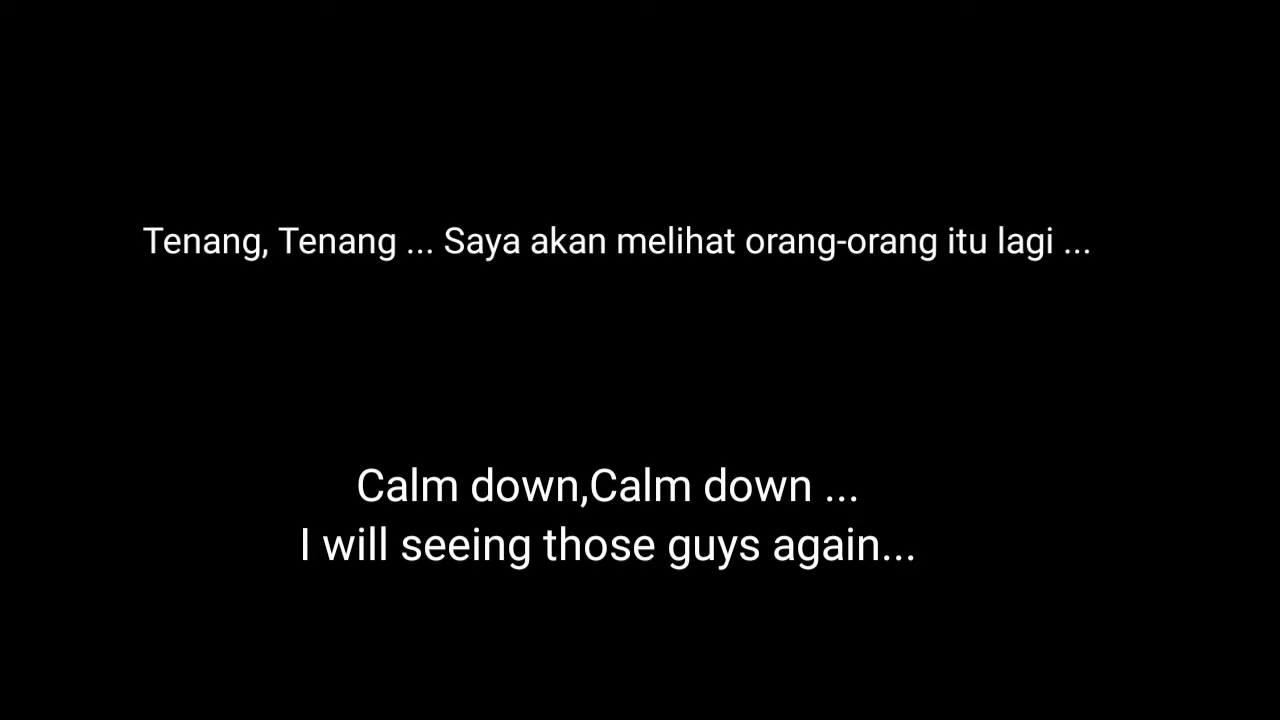 Tenang, Tenang ... Saya akan melihat orang-orang itu lagi ...
Calm down,Calm down ...
I will seeing those guys again...